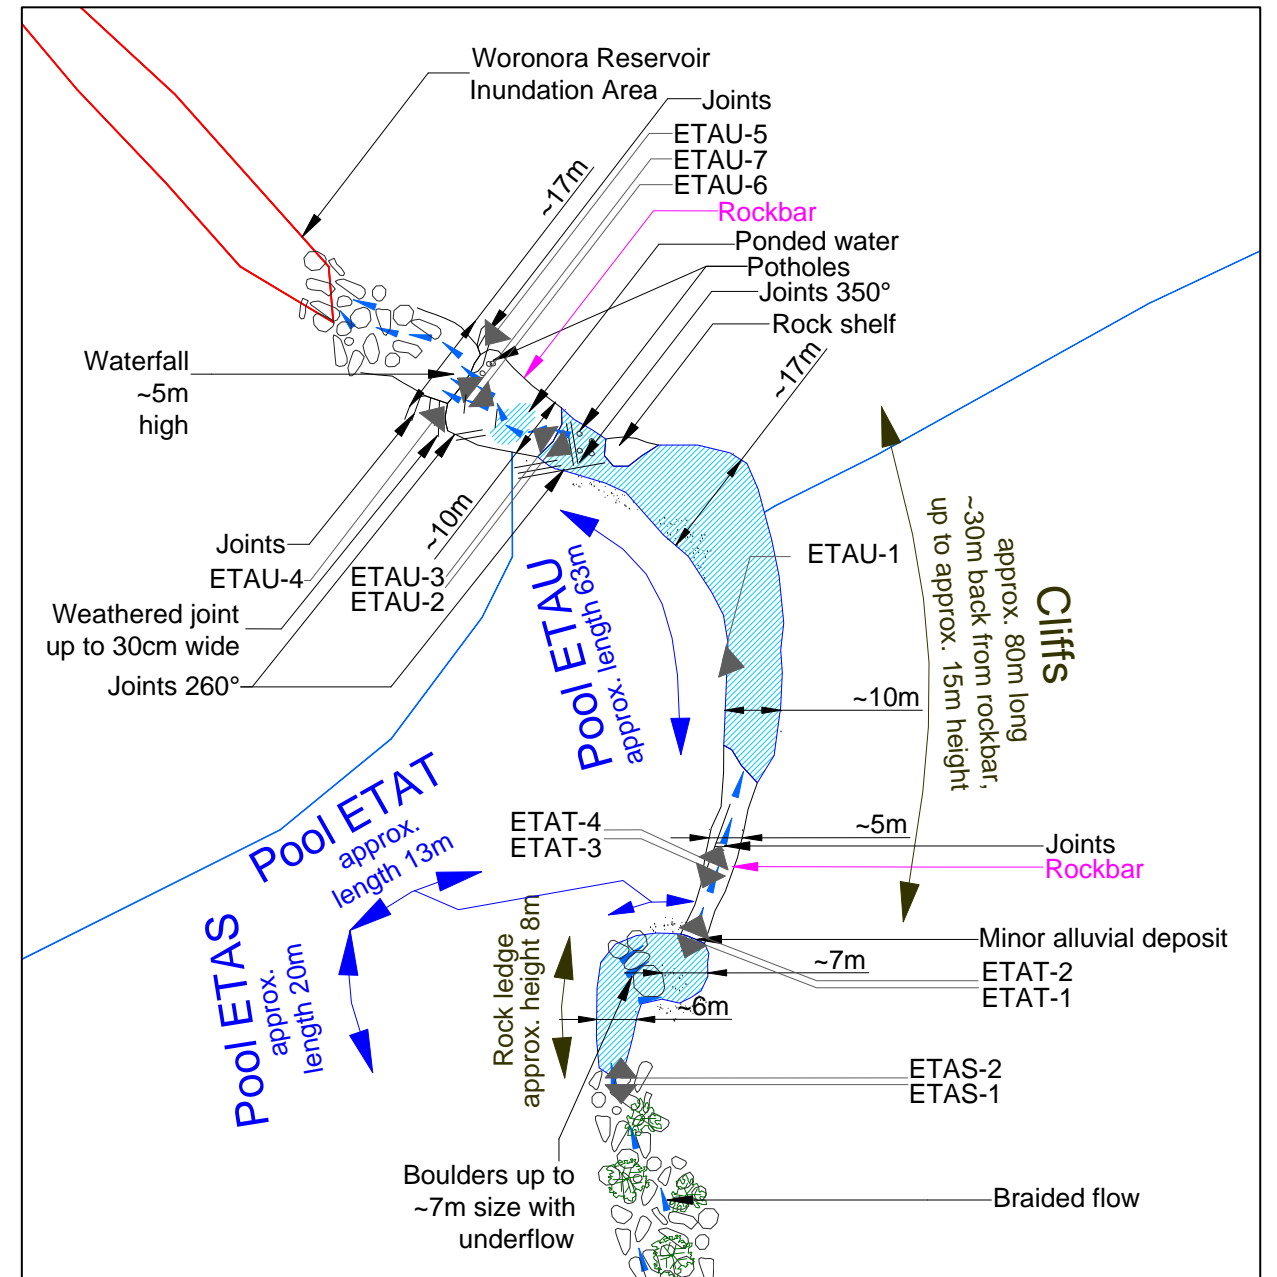 Woronora Reservoir
Inundation Area
Joints
ETAU-5
ETAU-7
ETAU-6
~17m
Rockbar
Ponded water
Potholes
Joints 350°
Rock shelf
~17m
Waterfall
~5m
high
Joints
ETAU-4
~10m
ETAU-3
ETAU-2
Weathered joint
up to 30cm wide
Joints 260°
Pool ETAU
approx. length 63m
ETAU-1
~10m
Cliffs
approx. 80m long
~30m back from rockbar,
up to approx. 15m height
Pool ETAT
approx.
length 13m
ETAT-4
ETAT-3
~5m
Joints
Rockbar
Pool ETAS
approx.
length 20m
Rock ledge
approx. height 8m
Minor alluvial deposit
~7m
ETAT-2
ETAT-1
~6m
ETAS-2
ETAS-1
Boulders up to
~7m size with
underflow
Braided flow